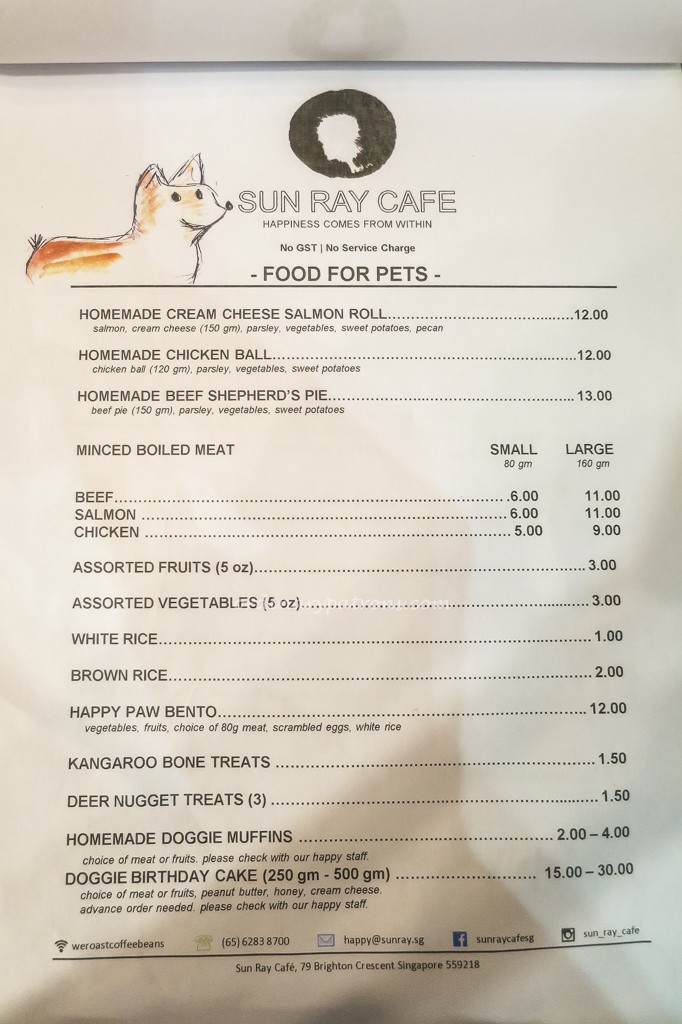 SUN RAY CAFE
HAPPINESS COMES FROM WITHIN
No GST | No Service Charge
- FOOD FOR PETS -
HOMEMADE CREAM CHEESE SALMON ROLL..................................12.00
salmon, cream cheese (150 gm), parsley, vegetables, sweet potatoes, pecan
HOMEMADE CHICKEN BALL..................................12.00
chicken ball (120 gm), parsley, vegetables, sweet potatoes
HOMEMADE BEEF SHEPHERD'S PIE.................................. 13.00
beef pie (150 gm), parsley, vegetables, sweet potatoes
MINCED BOILED MEAT SMALL LARGE
80 gm 160 gm
BEEF..................................6.00 11.00
SALMON .................................. 6.00 11.00
CHICKEN .................................. 5.00 9.00
ASSORTED FRUITS (5 oz)..................................3.00
ASSORTED VEGETABLES (5 oz).................................. 3.00
WHITE RICE.................................. 1.00
BROWN RICE.................................. 2.00
HAPPY PAW BENTO.................................. 12.00
vegetables, fruits, choice of 80g meat, scrambled eggs, white rice
KANGAROO BONE TREATS .................................. 1.50
DEER NUGGET TREATS (3) .................................. 1.50
HOMEMADE DOGGIE MUFFINS .................................. 2.00 – 4.00
choice of meat or fruits. please check with our happy staff.
DOGGIE BIRTHDAY CAKE (250 gm - 500 gm) .................................. 15.00 – 30.00
choice of meat or fruits, peanut butter, honey, cream cheese.
advance order needed. please check with our happy staff.
weroastcoffeebeans (65) 6283 8700 happy@sunray.sg sunraycafesg sun_ray_cafe
Sun Ray Café, 79 Brighton Crescent Singapore 559218